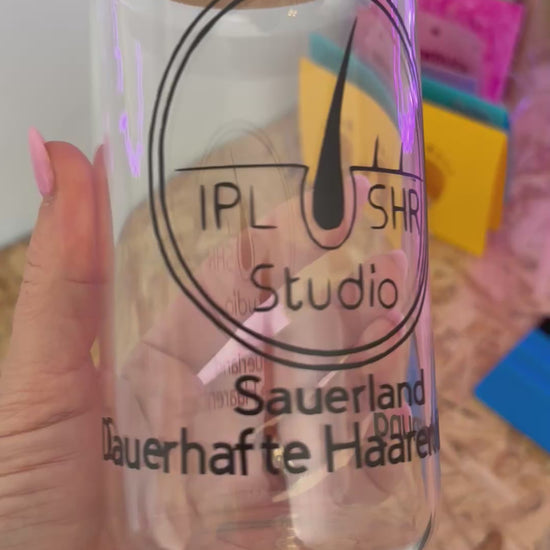 IPL SHR
Studio
Sauerland
Dauerhafte